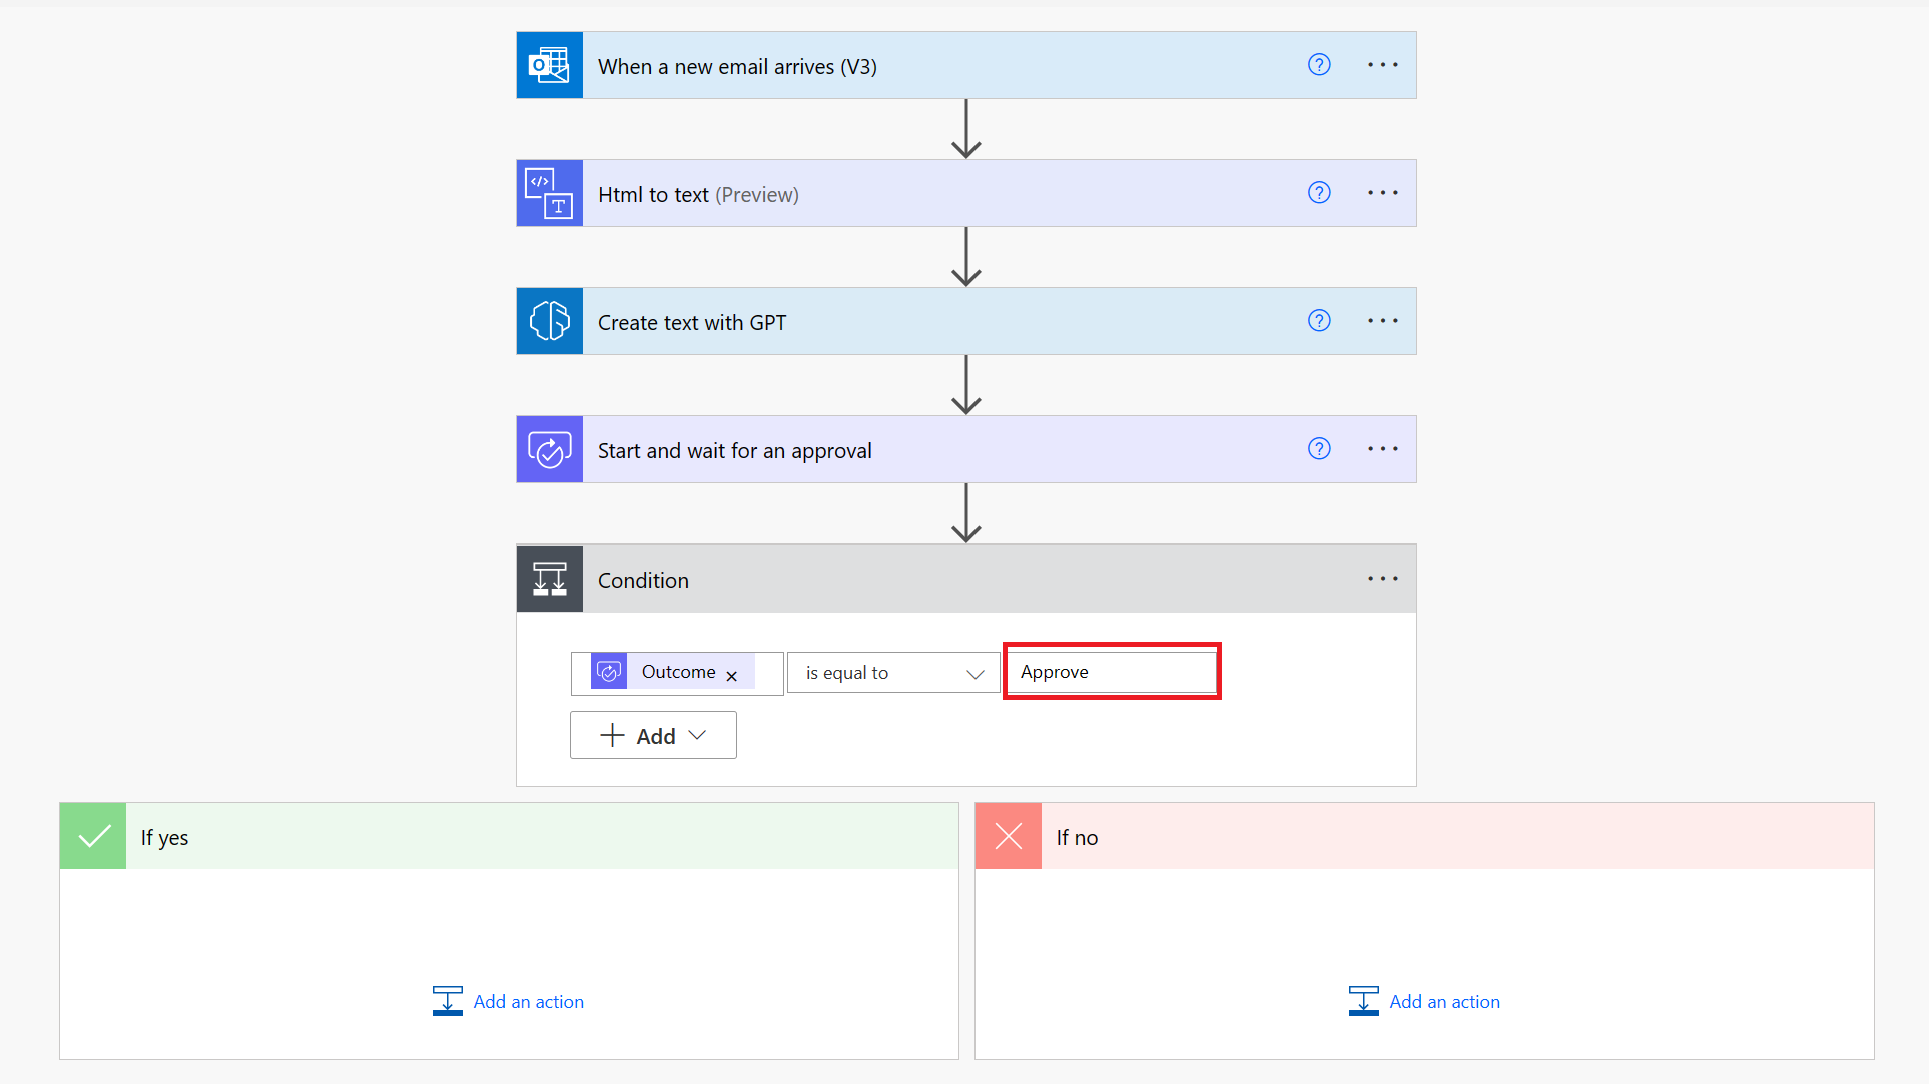 When a new email arrives (V3)
Html to text (Preview)
Create text with GPT
Start and wait for an approval
Condition
Outcome × is equal to Approve
+ Add
If yes
If no
Add an action
Add an action